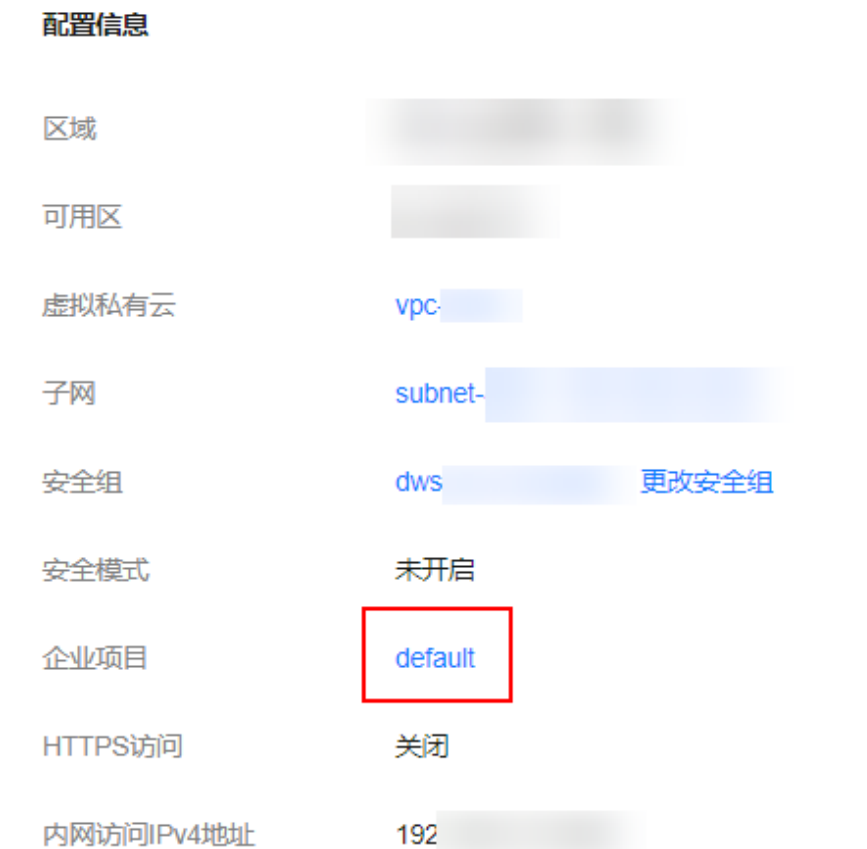 配置信息
区域
可用区
虚拟私有云 vpc-
子网 subnet-
安全组 dws 更改安全组
安全模式 未开启
企业项目 default
HTTPS访问 关闭
内网访问IPv4地址 192